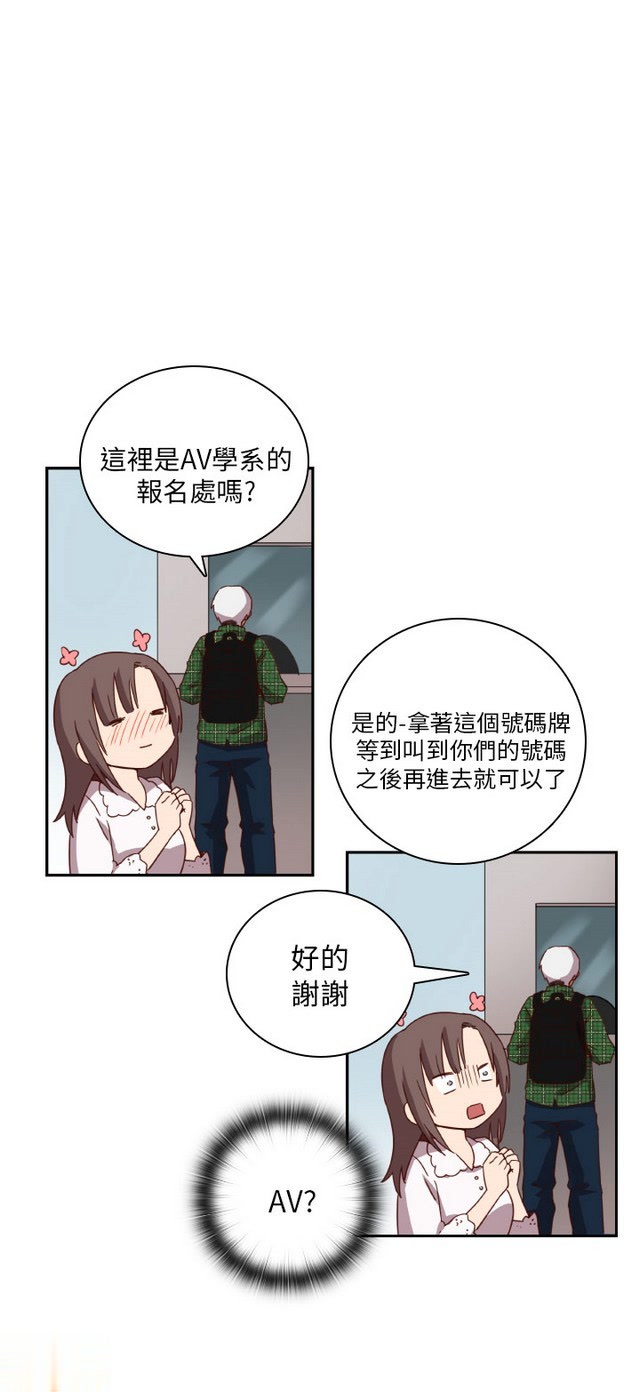 這裡是AV學系的
報名處嗎?
是的-拿著這個號碼牌
等到叫到你們的號碼
之後再進去就可以了
好的
謝謝
AV?